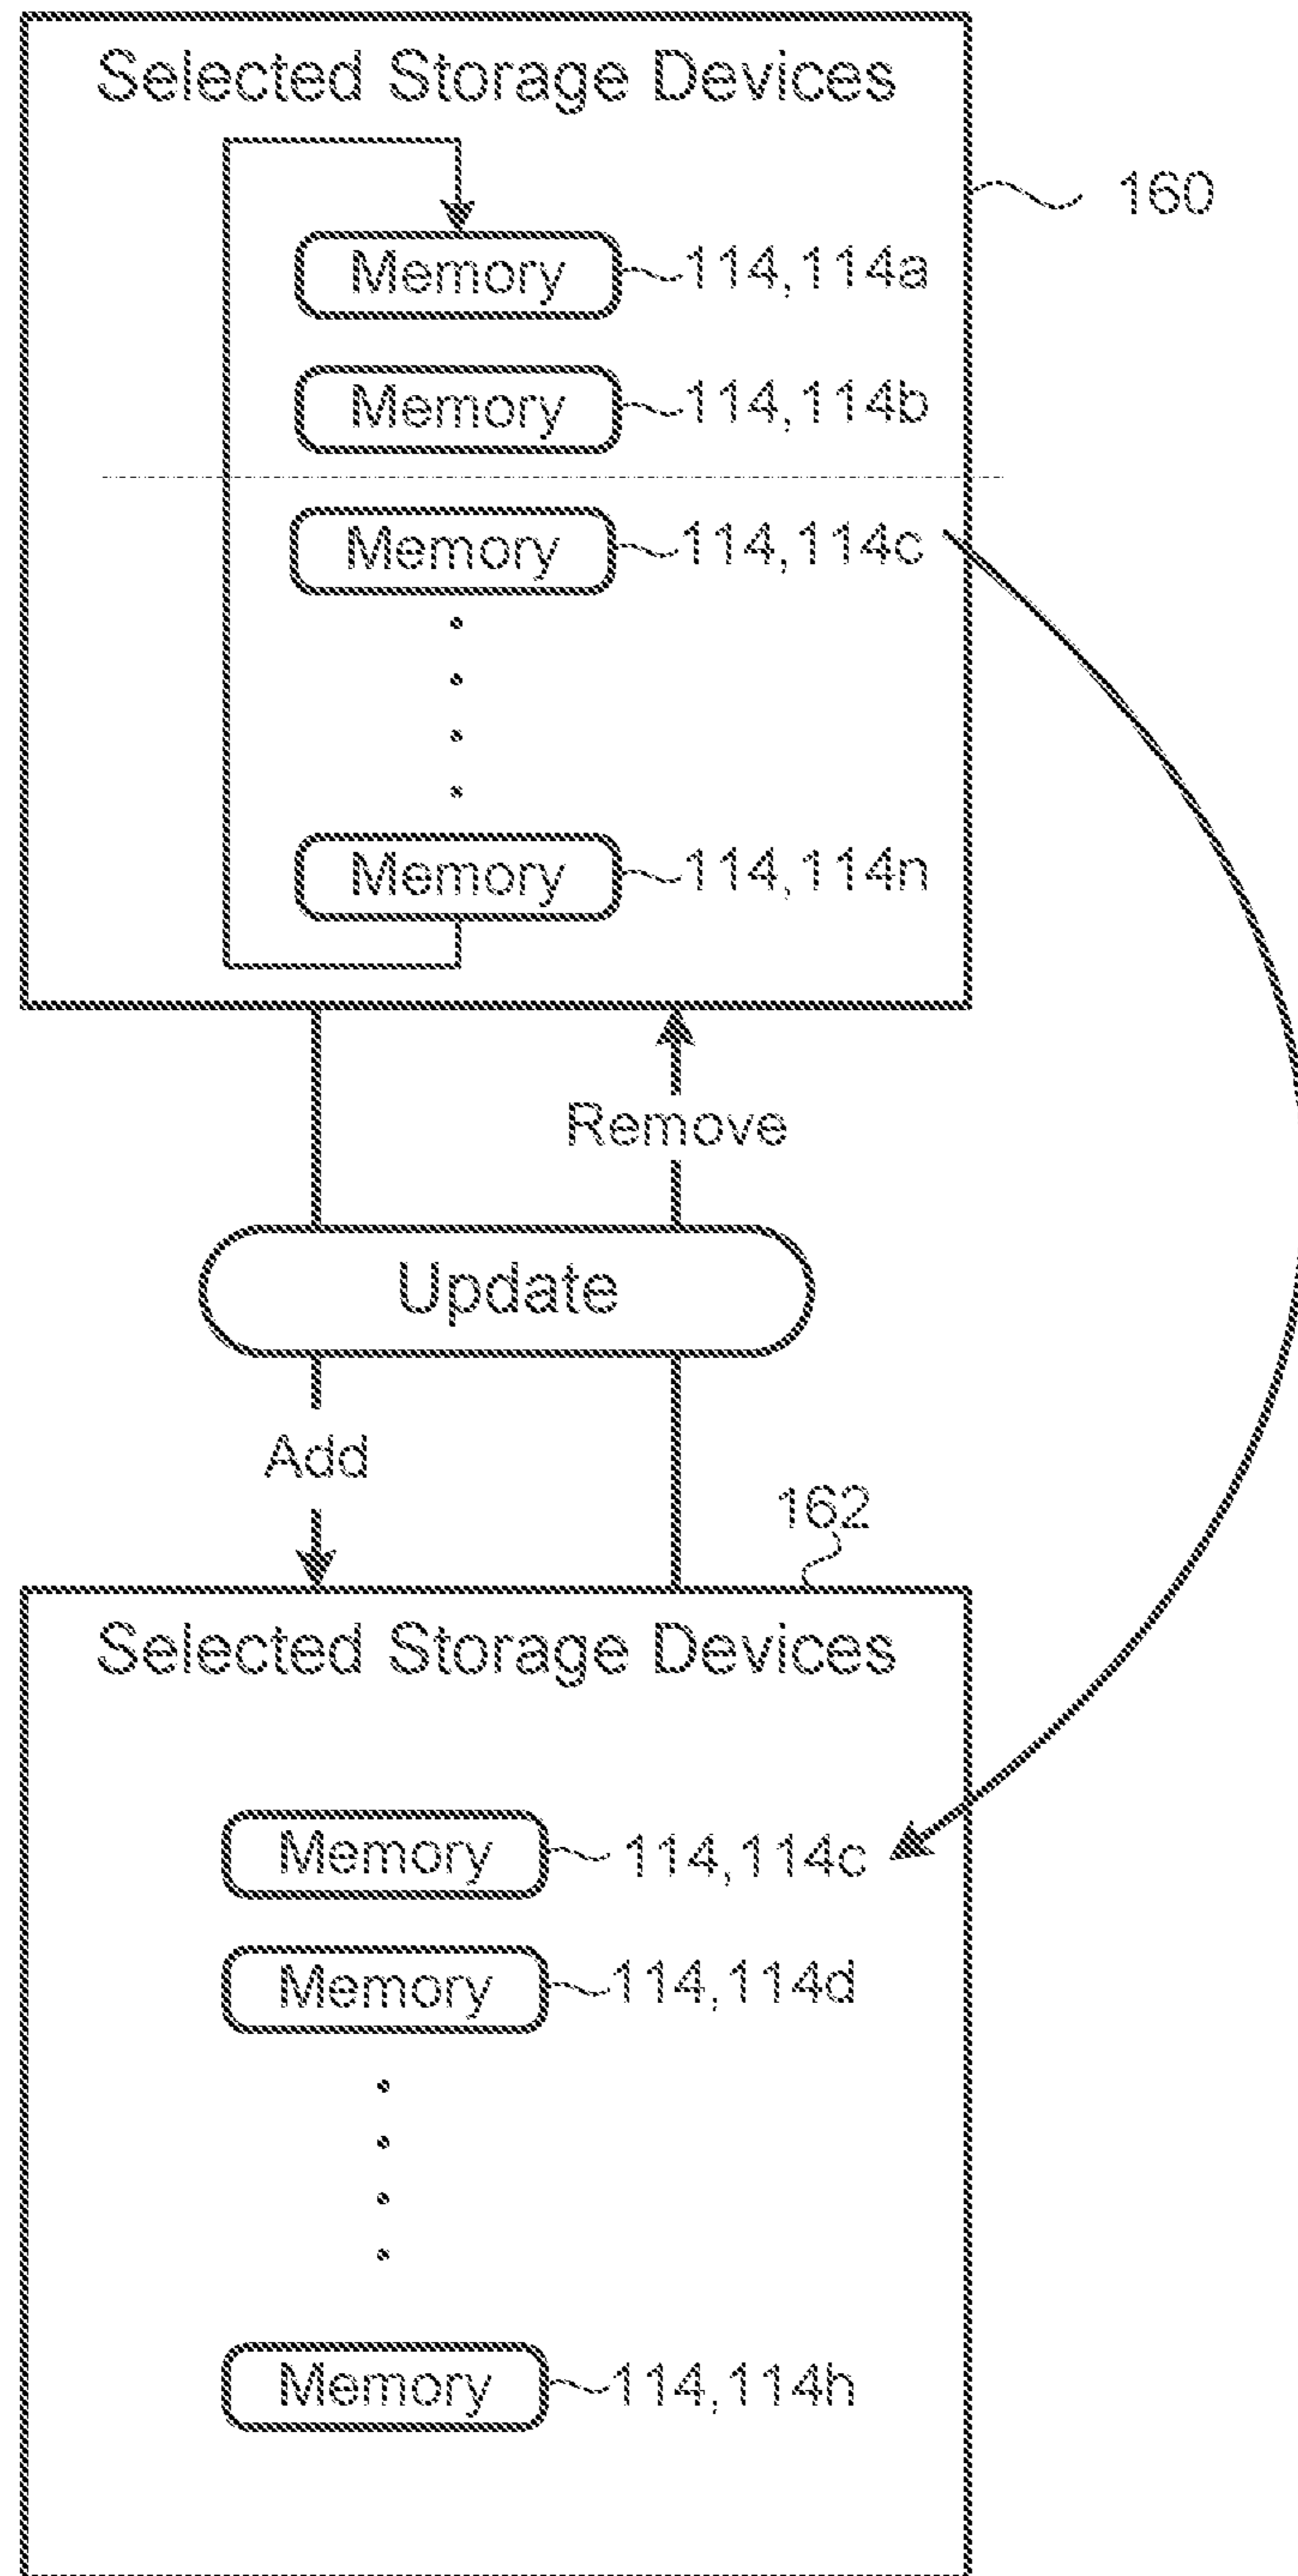 Selected Storage Devices
160
Memory 114,114a
Memory 114,114b
Memory 114,114c
Memory 114,114n
Remove
Update
Add
162
Selected Storage Devices
Memory 114,114c
Memory 114,114d
Memory 114,114h